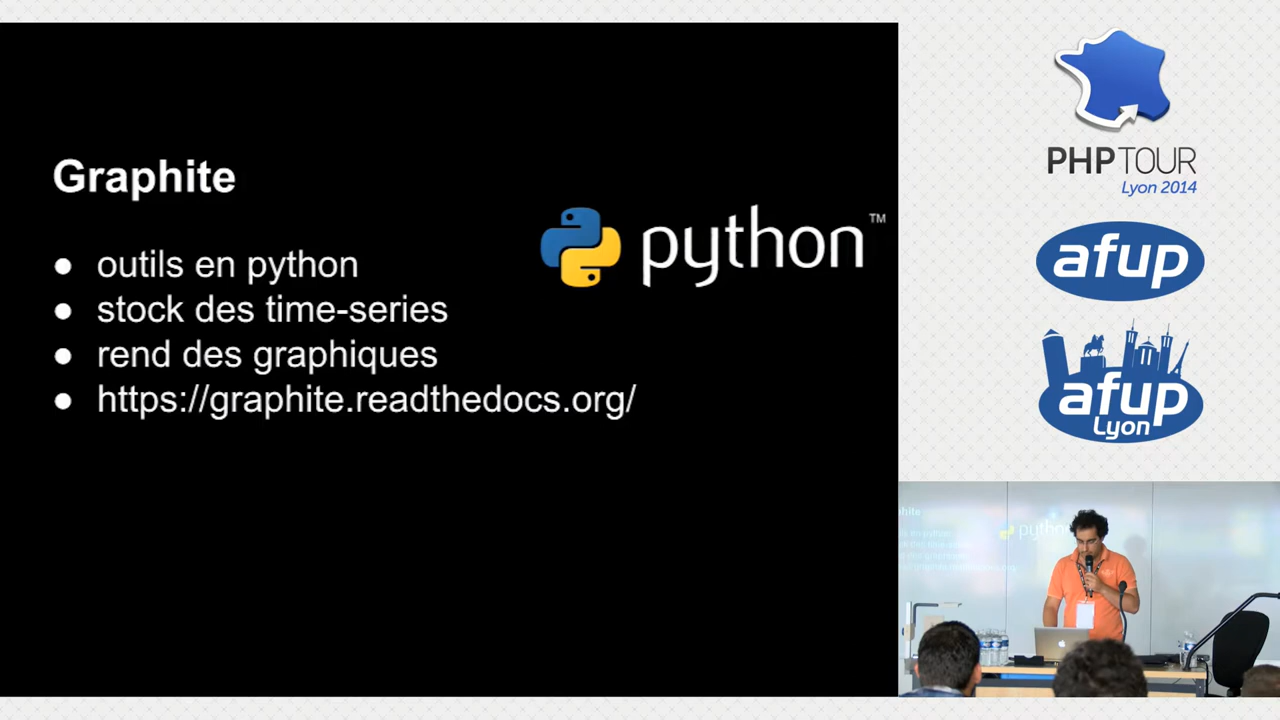 Graphite
● outils en python
● stock des time-series
● rend des graphiques
● https://graphite.readthedocs.org/
python™
PHPTOUR
Lyon 2014
afup
afup
Lyon
python